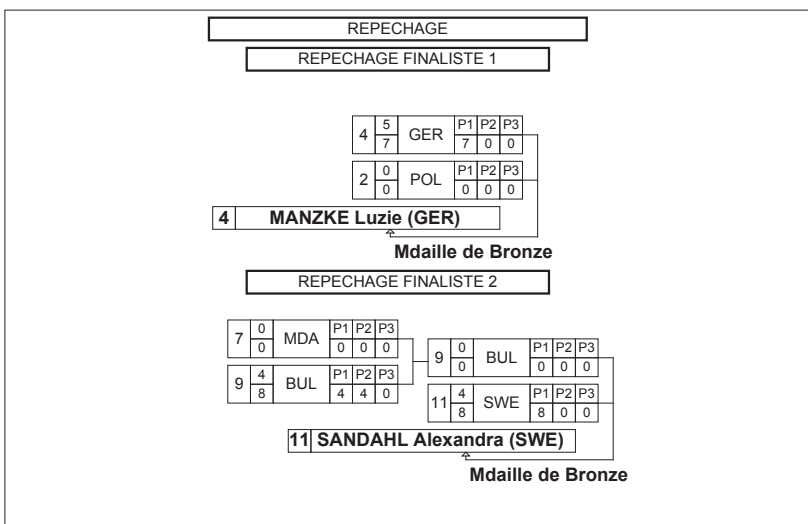 REPECHAGE
REPECHAGE FINALISTE 1
4 5 GER P1 P2 P3
7 7 0 0
2 0 POL P1 P2 P3
0 0 0 0
4 MANZKE Luzie (GER)
Mdaille de Bronze
REPECHAGE FINALISTE 2
7 0 MDA P1 P2 P3
0 0 0 0
9 4 BUL P1 P2 P3
8 4 4 0
9 0 BUL P1 P2 P3
0 0 0 0
11 4 SWE P1 P2 P3
8 8 0 0
11 SANDAHL Alexandra (SWE)
Mdaille de Bronze